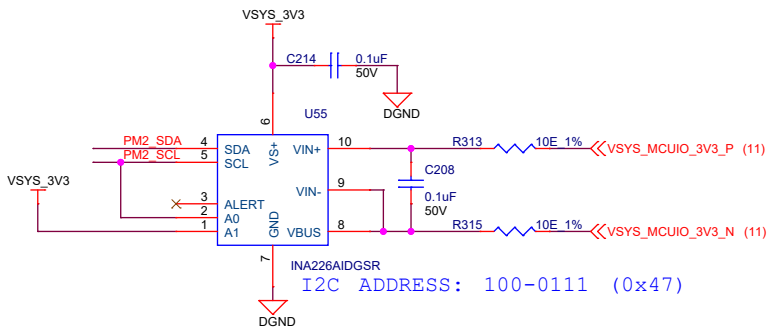 VSYS_3V3
C214
0.1uF
50V
DGND
U55
PM2_SDA
4
SDA
6
VS+
VIN+
10
R313
10E_1%
VSYS_MCUIO_3V3_P (11)
PM2_SCL
5
SCL
C208
0.1uF
50V
VSYS_3V3
VIN-
9
3
ALERT
2
A0
1
A1
GND
7
VBUS
8
R315
10E_1%
VSYS_MCUIO_3V3_N (11)
INA226AIDGSR
I2C ADDRESS: 100-0111 (0x47)
DGND